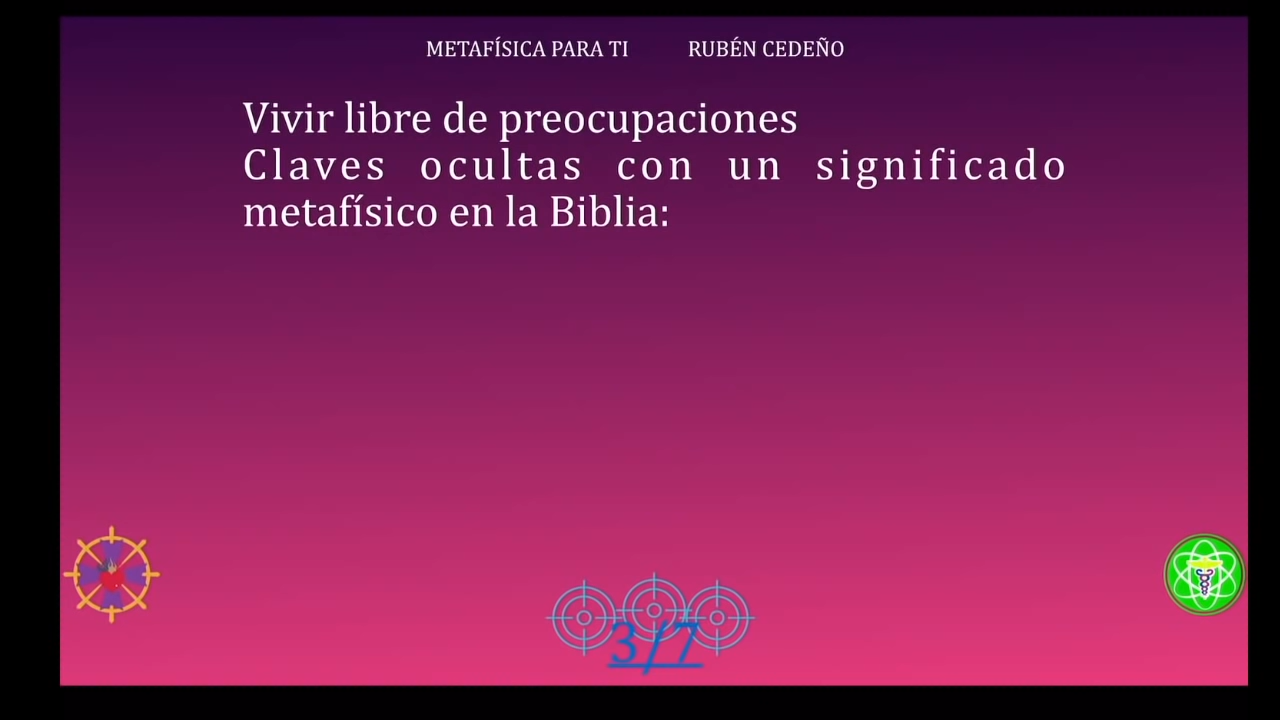 METAFÍSICA PARA TI RUBÉN CEDEÑO
Vivir libre de preocupaciones
Claves ocultas con un significado
metafísico en la Biblia:
3/7